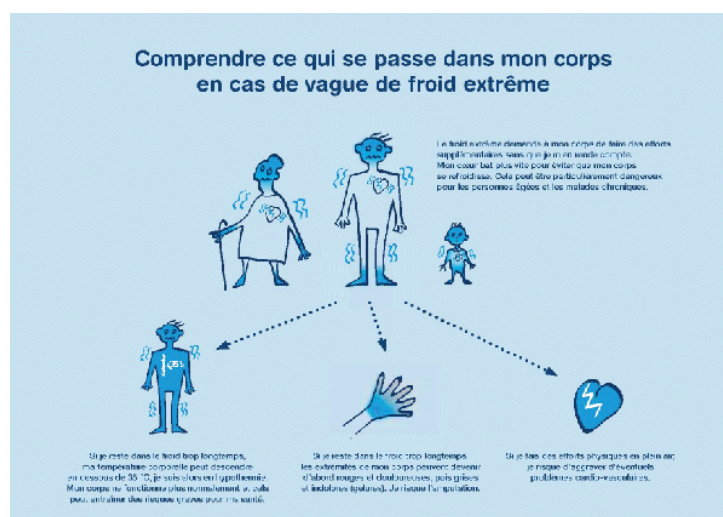 Comprendre ce qui se passe dans mon corps
en cas de vague de froid extrême
Le froid extrême demande à mon corps de faire des efforts
supplémentaires sans que je m'en rende compte.
Mon cœur bat plus vite pour éviter que mon corps
se refroidisse. Cela peut être particulièrement dangereux
pour les personnes âgées et les malades chroniques.
Si je reste dans le froid trop longtemps,
ma température corporelle peut descendre
en dessous de 35 °C, je suis alors en hypothermie.
Mon corps ne fonctionne plus normalement et cela
peut entraîner des risques graves pour ma santé.
Si je reste dans le froid trop longtemps,
les extrémités de mon corps peuvent devenir
d'abord rouges et douloureuses, puis grises
et indolores (gelures). Je risque l'amputation.
Si je fais des efforts physiques en plein air,
je risque d'aggraver d'éventuels
problèmes cardio-vasculaires.